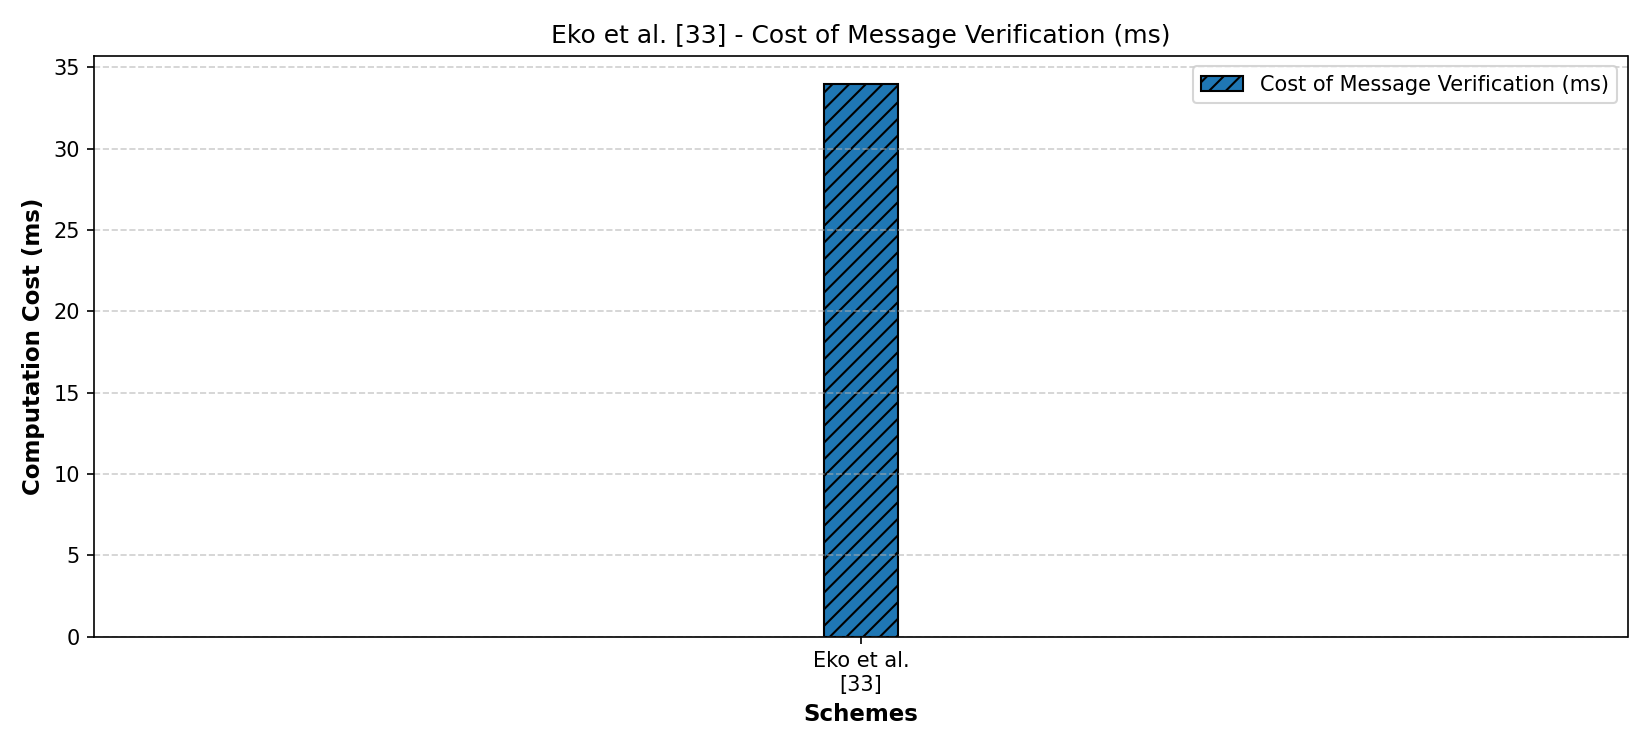 Eko et al. [33] - Cost of Message Verification (ms)
Cost of Message Verification (ms)
Computation Cost (ms)
35
30
25
20
15
10
5
0
Eko et al.
[33]
Schemes